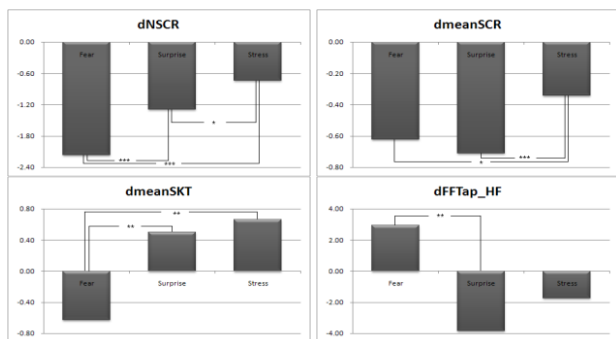 dNSCR
0.00
-0.60
-1.20
-1.80
-2.40
Fear
Surprise
Stress
*
***
***
dmeanSCR
0.00
-0.20
-0.40
-0.60
-0.80
Fear
Surprise
Stress
***
*
dmeanSKT
0.80
0.40
0.00
-0.40
-0.80
Fear
Surprise
Stress
**
**
dFFTap_HF
4.00
2.00
0.00
-2.00
-4.00
Fear
Surprise
Stress
**